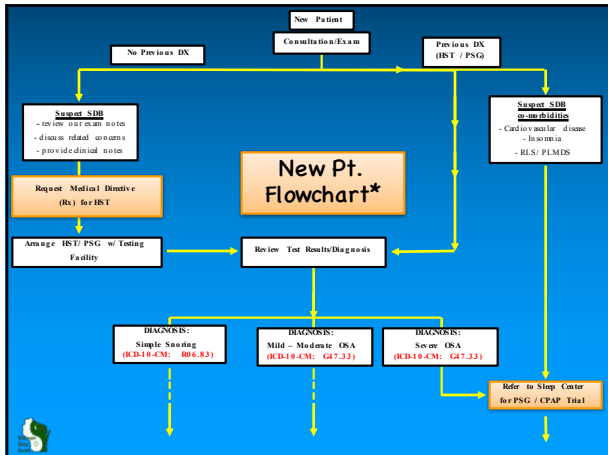 New Patient
Consultation/Exam
No Previous DX
Previous DX
(HST / PSG)
Suspect SDB
- review our exam notes
- discuss related concerns
- provide clinical notes
Suspect SDB
co-morbidities
- Cardiovascular disease
- Insomnia
- RLS/ PLMDS
New Pt.
Flowchart*
Request Medical Directive
(Rx) for HST
Arrange HST/ PSG w/ Testing
Facility
Review Test Results/Diagnosis
DIAGNOSIS:
Simple Snoring
(ICD-10-CM: R06.83)
DIAGNOSIS:
Mild – Moderate OSA
(ICD-10-CM: G47.33)
DIAGNOSIS:
Severe OSA
(ICD-10-CM: G47.33)
Refer to Sleep Center
for PSG / CPAP Trial